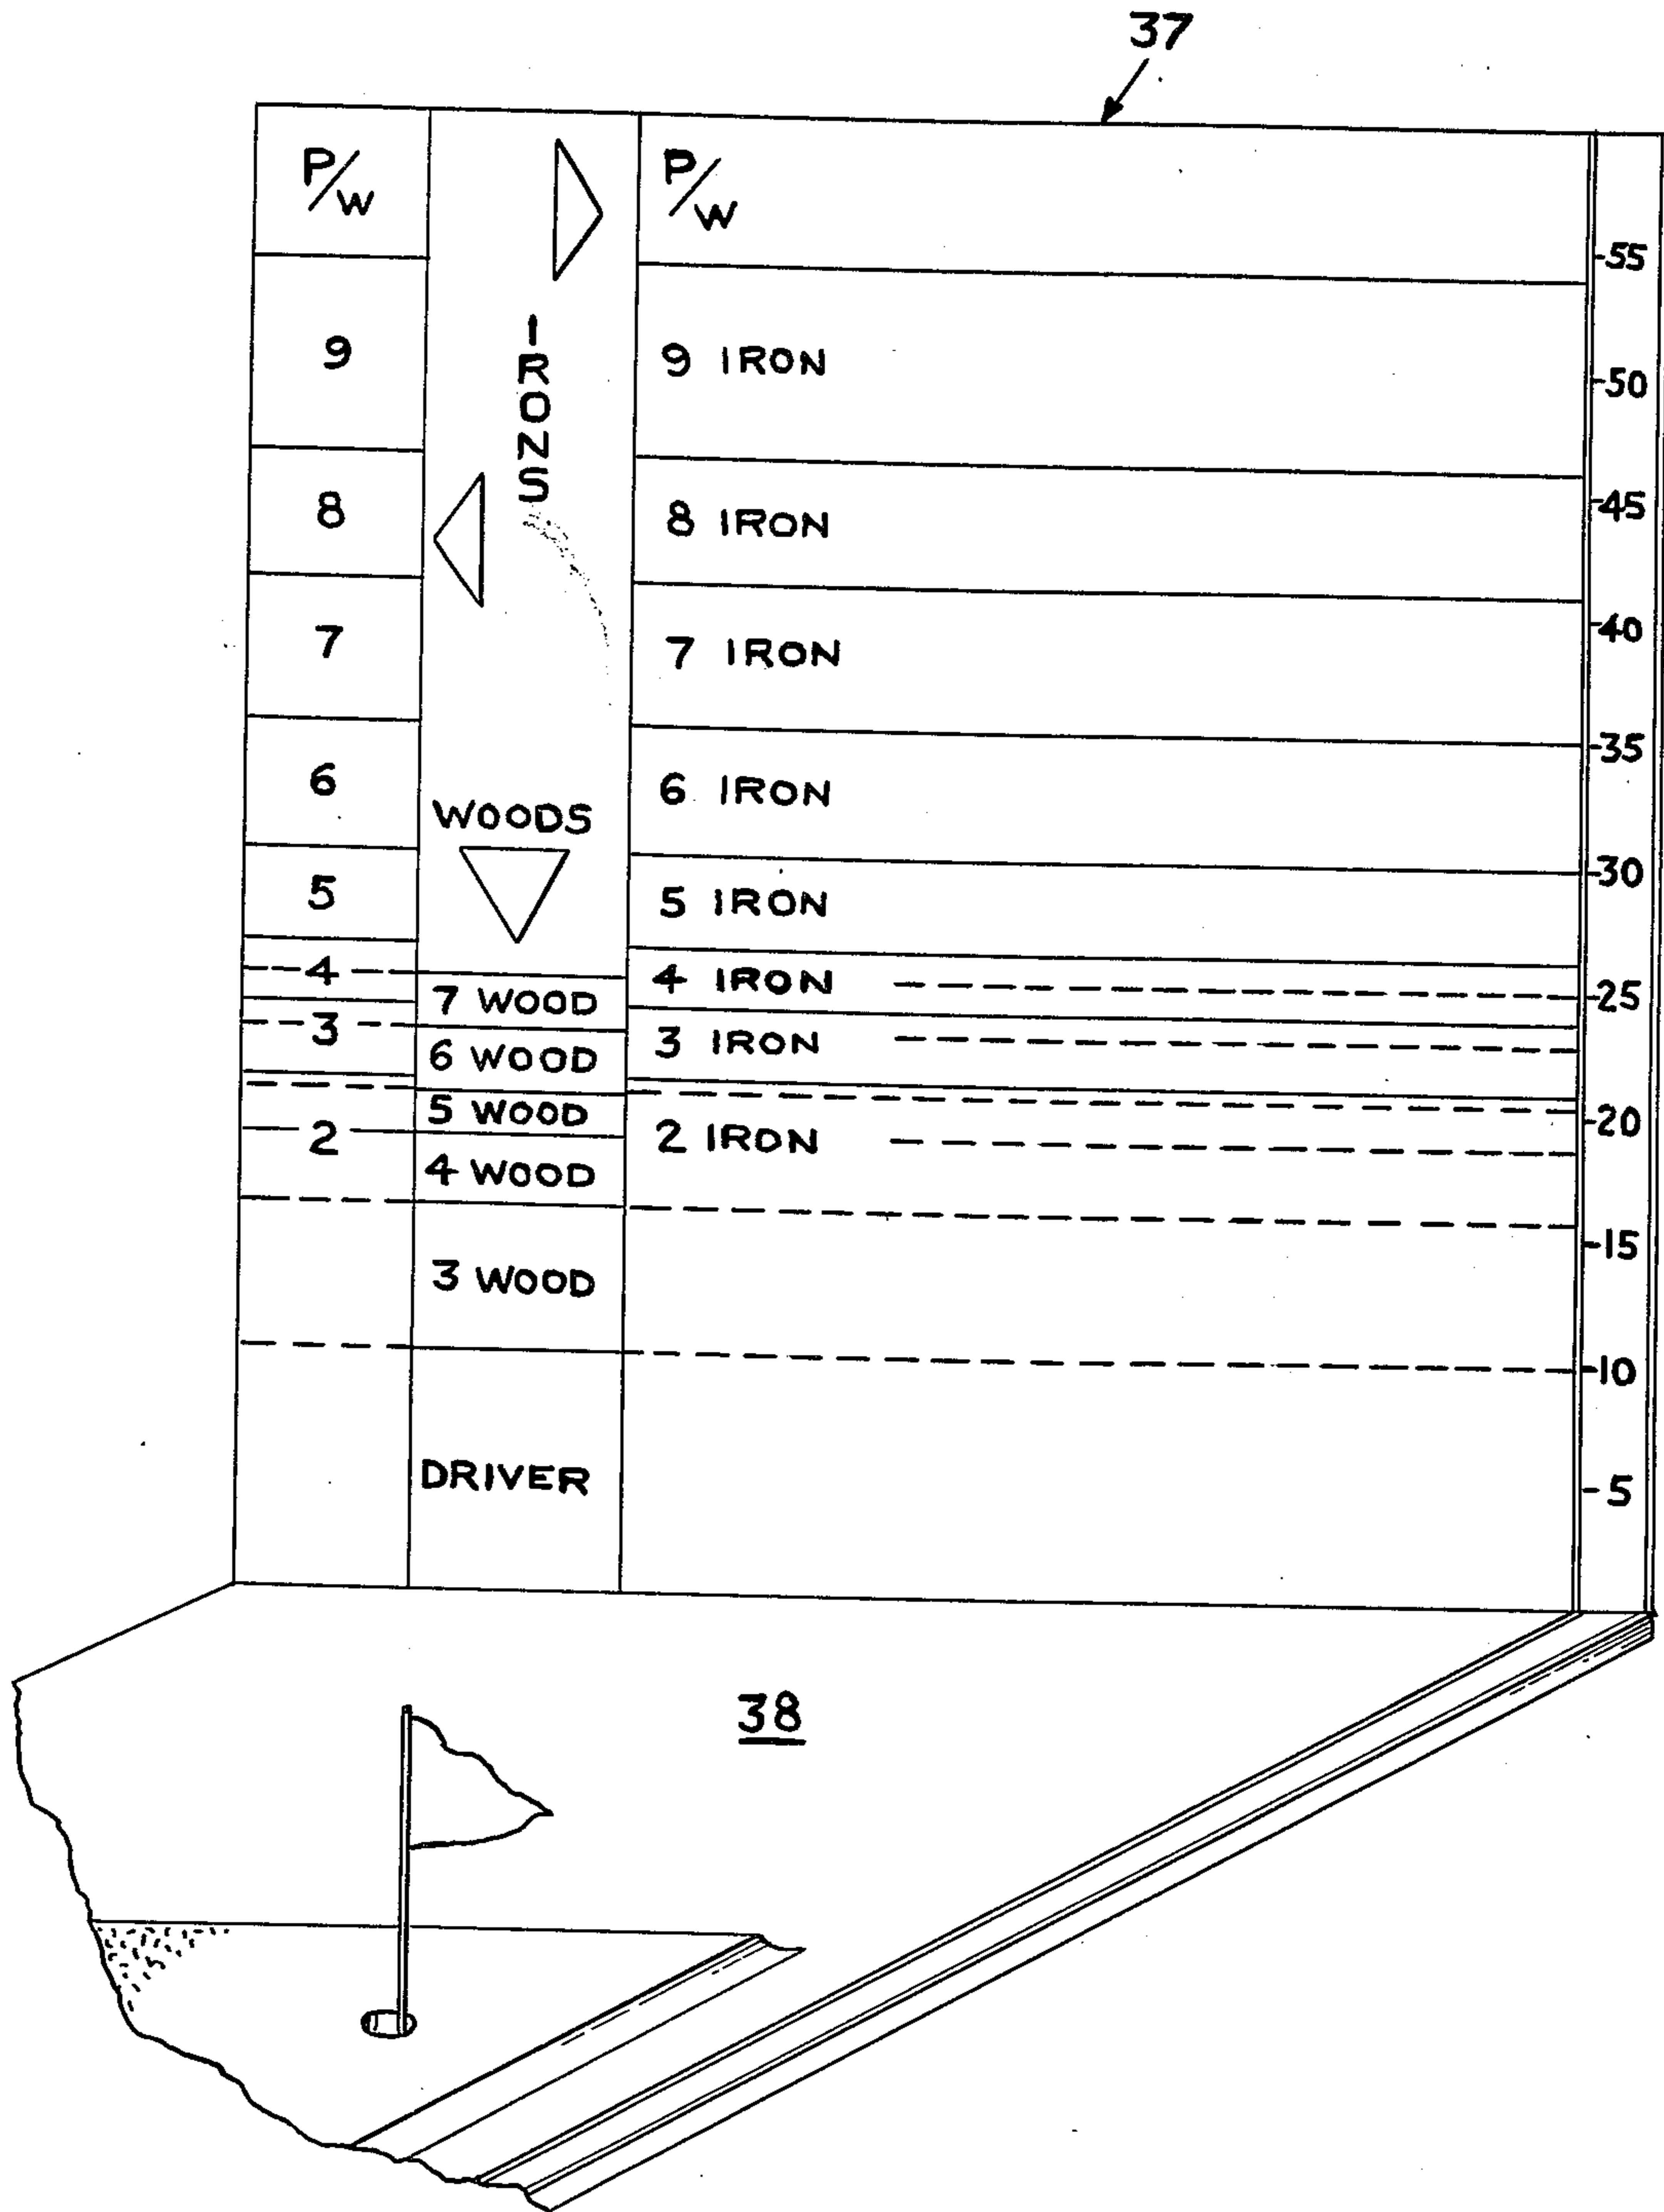 37
P/W
P/W
55
IRONS
9
9 IRON
50
8
8 IRON
45
7
7 IRON
40
35
6
6 IRON
WOODS
30
5
5 IRON
4
4 IRON
7 WOOD
25
3
3 IRON
6 WOOD
5 WOOD
20
2
2 IRON
4 WOOD
15
3 WOOD
10
DRIVER
5
38